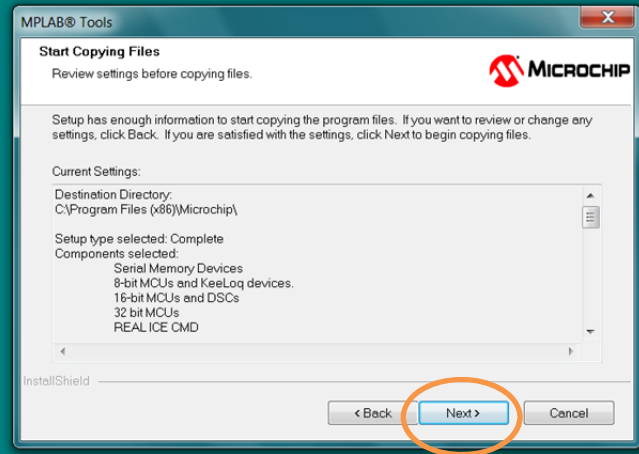 MPLAB® Tools
Start Copying Files
Review settings before copying files.
MICROCHIP
Setup has enough information to start copying the program files. If you want to review or change any
settings, click Back. If you are satisfied with the settings, click Next to begin copying files.
Current Settings:
Destination Directory:
C:\Program Files (x86)\Microchip\
Setup type selected: Complete
Components selected:
Serial Memory Devices
8-bit MCUs and KeeLoq devices.
16-bit MCUs and DSCs
32 bit MCUs
REAL ICE CMD
InstallShield
< Back
Next >
Cancel